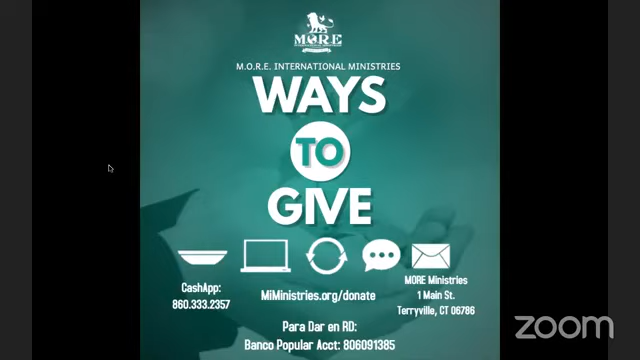 MORE
M.O.R.E. INTERNATIONAL MINISTRIES
WAYS
TO
GIVE
CashApp:
860.333.2357
MiMinistries.org/donate
MORE Ministries
1 Main St.
Terryville, CT 06786
Para Dar en RD:
Banco Popular Acct: 806091385
zoom